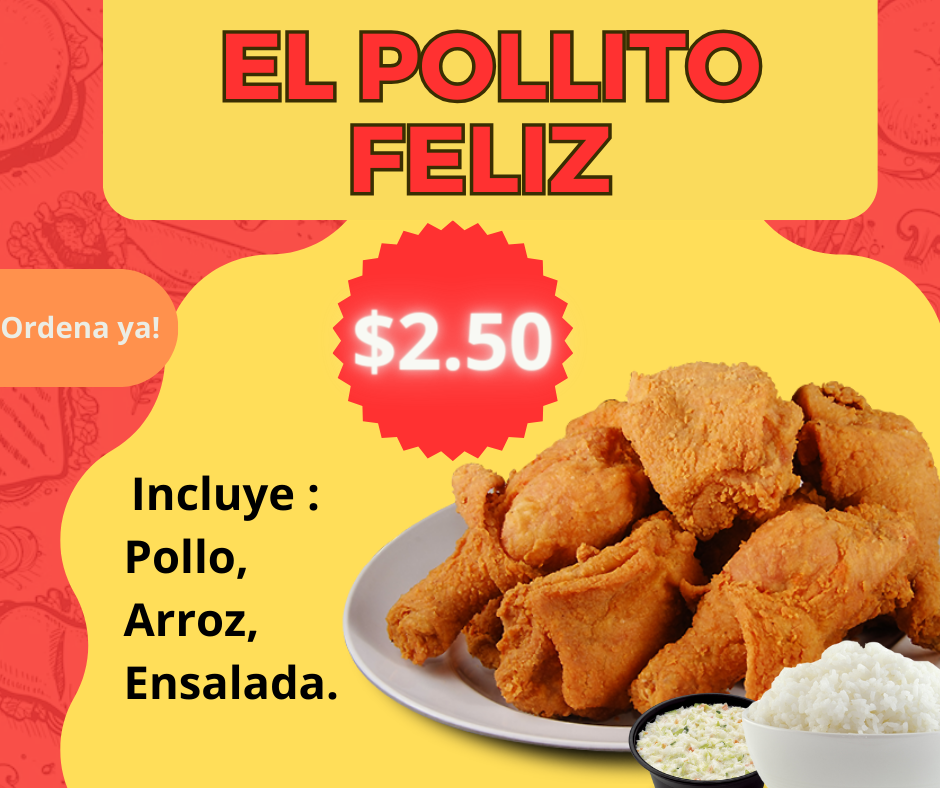 EL POLLITO
FELIZ
$2.50
Ordena ya!
Incluye :
Pollo,
Arroz,
Ensalada.